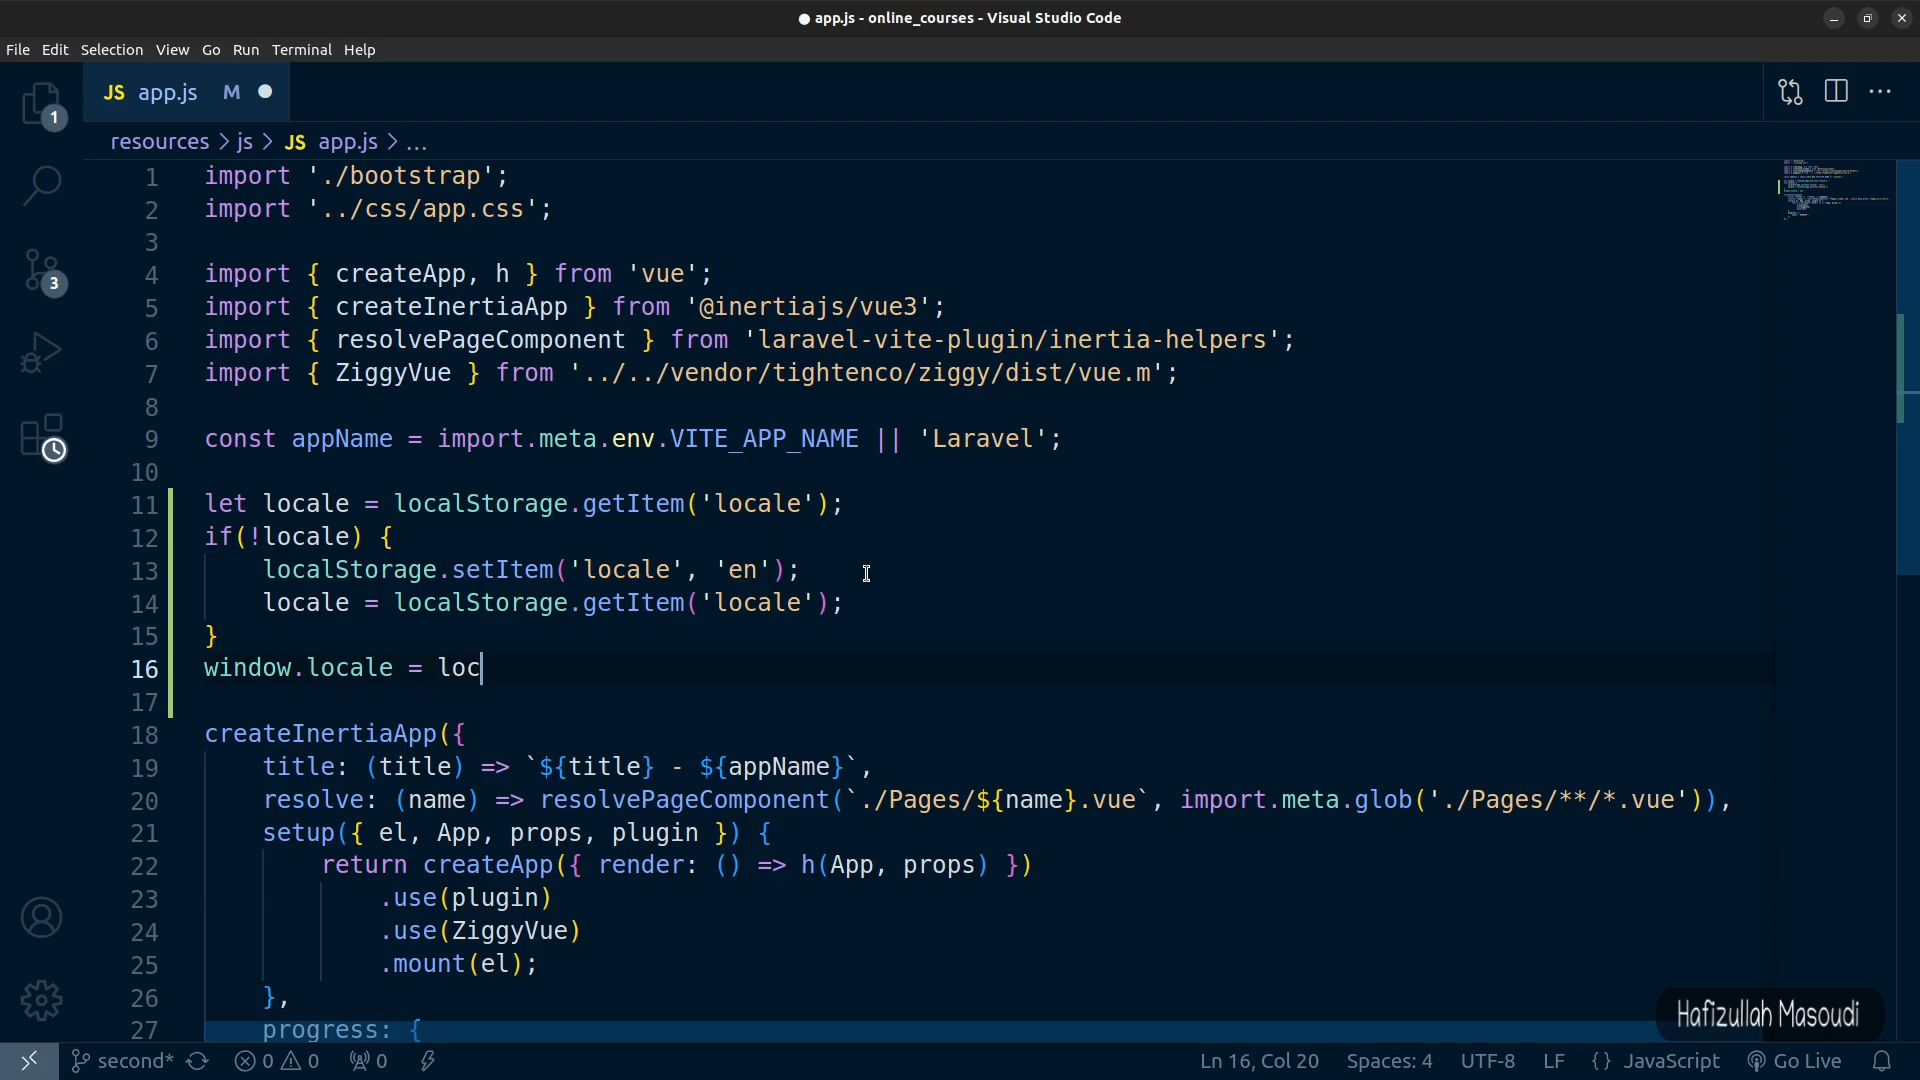 app.js - online_courses - Visual Studio Code
File Edit Selection View Go Run Terminal Help
JS app.js M
1
resources > js > JS app.js > ...
1 import './bootstrap';
2 import '../css/app.css';
3
4 import { createApp, h } from 'vue';
3
5 import { createInertiaApp } from '@inertiajs/vue3';
6 import { resolvePageComponent } from 'laravel-vite-plugin/inertia-helpers';
7 import { ZiggyVue } from '../../vendor/tightenco/ziggy/dist/vue.m';
8
9 const appName = import.meta.env.VITE_APP_NAME || 'Laravel';
10
11 let locale = localStorage.getItem('locale');
12 if(!locale) {
13 localStorage.setItem('locale', 'en');
14 locale = localStorage.getItem('locale');
15 }
16 window.locale = loc
17
18 createInertiaApp({
19 title: (title) => `${title} - ${appName}`,
20 resolve: (name) => resolvePageComponent(`./Pages/${name}.vue`, import.meta.glob('./Pages/**/*.vue')),
21 setup({ el, App, props, plugin }) {
22 return createApp({ render: () => h(App, props) })
23 .use(plugin)
24 .use(ZiggyVue)
25 .mount(el);
26 },
27 progress: {
Hafizullah Masoudi
second* 0 0 0 Ln 16, Col 20 Spaces: 4 UTF-8 LF {} JavaScript Go Live